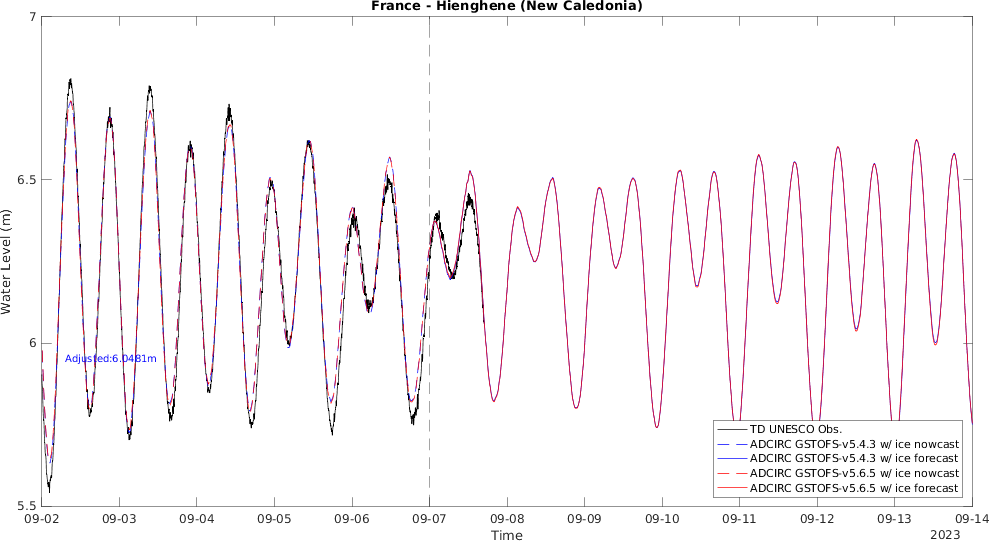 France - Hienghene (New Caledonia)
7
6.5
6
5.5
Water Level (m)
Adjusted:6.0481m
TD UNESCO Obs.
ADCIRC GSTOFS-v5.4.3 w/ ice nowcast
ADCIRC GSTOFS-v5.4.3 w/ ice forecast
ADCIRC GSTOFS-v5.6.5 w/ ice nowcast
ADCIRC GSTOFS-v5.6.5 w/ ice forecast
09-02 09-03 09-04 09-05 09-06 09-07 09-08 09-09 09-10 09-11 09-12 09-13 09-14
Time
2023